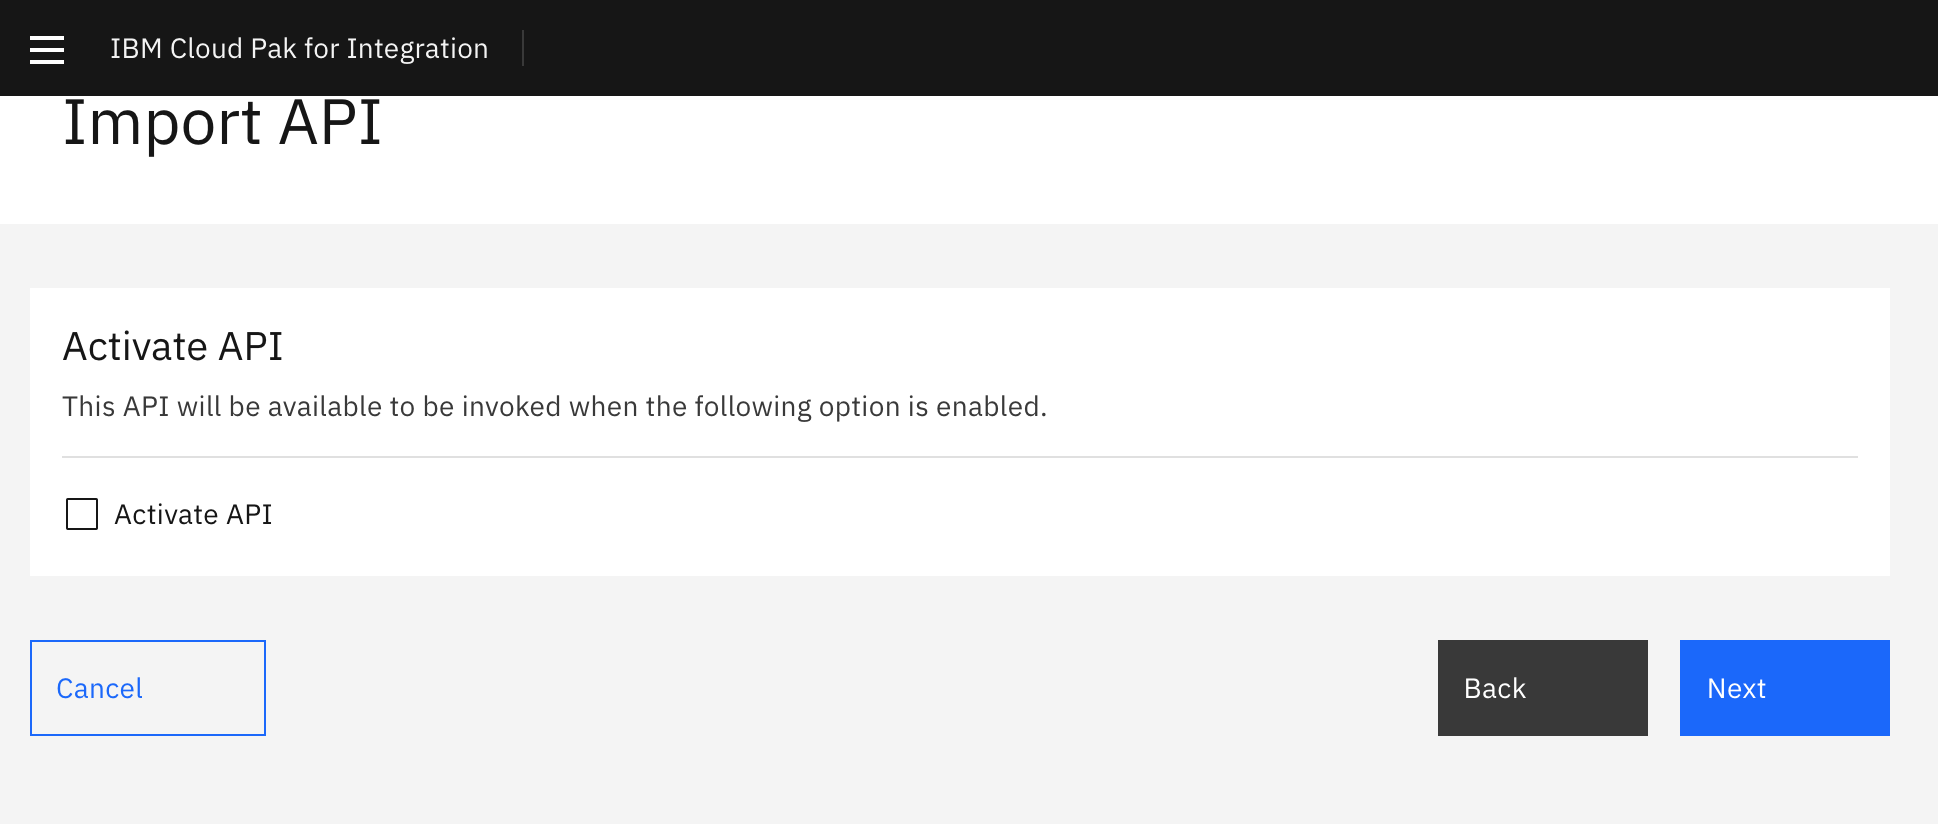 IBM Cloud Pak for Integration
Import API
Activate API
This API will be available to be invoked when the following option is enabled.
Activate API
Cancel
Back
Next